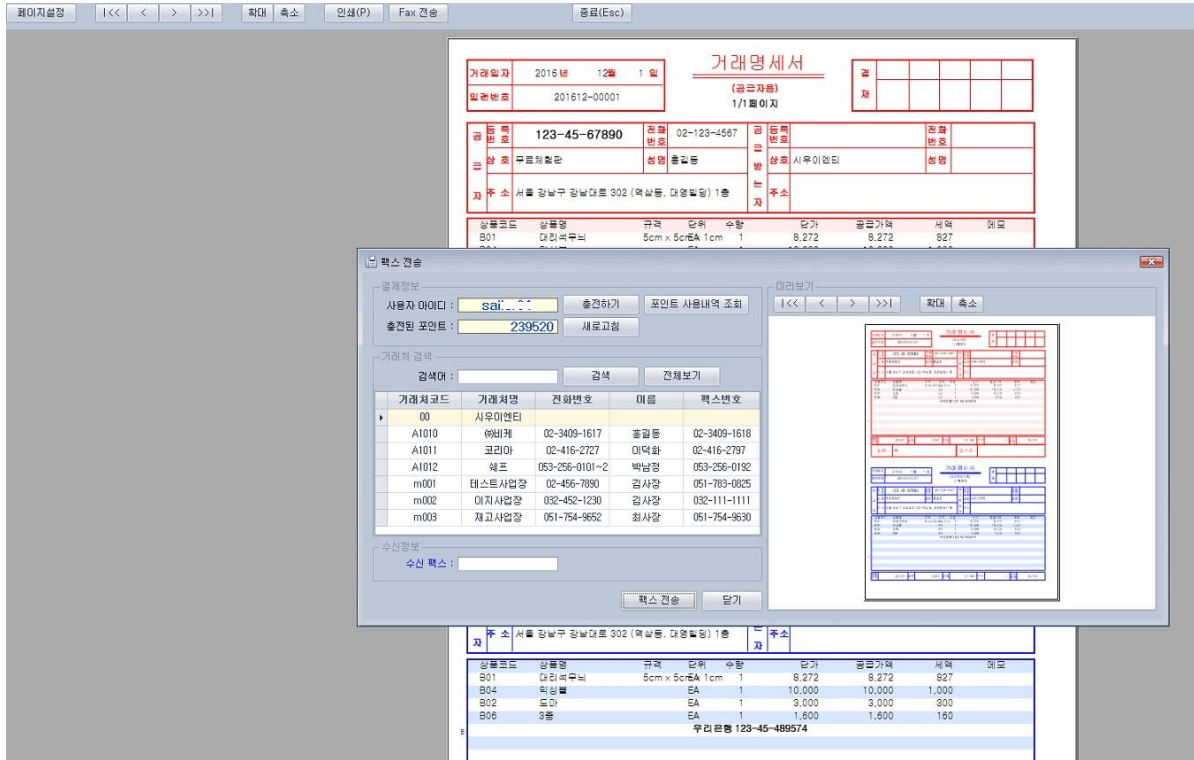 페이지설정 |<< < > >>| 확대 축소 인쇄(P) Fax 전송 종료(Esc)
거래명세서
(공급자용)
1/1페이지
거래일자 2016 년 12월 1 일
일련번호 201612-00001
결재
공급자
등록번호 123-45-67890 전화번호 02-123-4567
상호 무료체험판 성명 홍길동
주소 서울 강남구 강남대로 302 (역삼동, 대영빌딩) 1층
공급받는자
등록번호 전화번호
상호 시우이엔티 성명
주소
상품코드 상품명 규격 단위 수량 단가 공급가액 세액 메모
B01 대리석무늬 5cm x 5cm EA 1cm 1 8,272 8,272 827
팩스 전송
결제정보
사용자 아이디 : 충전하기 포인트 사용내역 조회
충전된 포인트 : 239520 새로고침
거래처 검색
검색어 : 검색 전체보기
거래처코드 거래처명 전화번호 이름 팩스번호
00 시우이엔티
A1010 ㈜비케 02-3409-1617 홍길동 02-3409-1618
A1011 코리아 02-416-2727 이덕화 02-416-2797
A1012 쉐프 053-256-0101~2 박남정 053-256-0192
m001 테스트사업장 02-456-7890 김사장 051-783-0825
m002 이지사업장 032-452-1230 김사장 032-111-1111
m003 재고사업장 051-754-9652 최사장 051-754-9630
수신정보
수신 팩스 :
팩스 전송 닫기
미리보기
|<< < > >>| 확대 축소
주소 서울 강남구 강남대로 302 (역삼동, 대영빌딩) 1층 주소
상품코드 상품명 규격 단위 수량 단가 공급가액 세액 메모
B01 대리석무늬 5cm x 5cm EA 1cm 1 8,272 8,272 827
B04 믹싱볼 EA 1 10,000 10,000 1,000
B02 도마 EA 1 3,000 3,000 300
B06 3종 EA 1 1,600 1,600 160
우리은행 123-45-489574